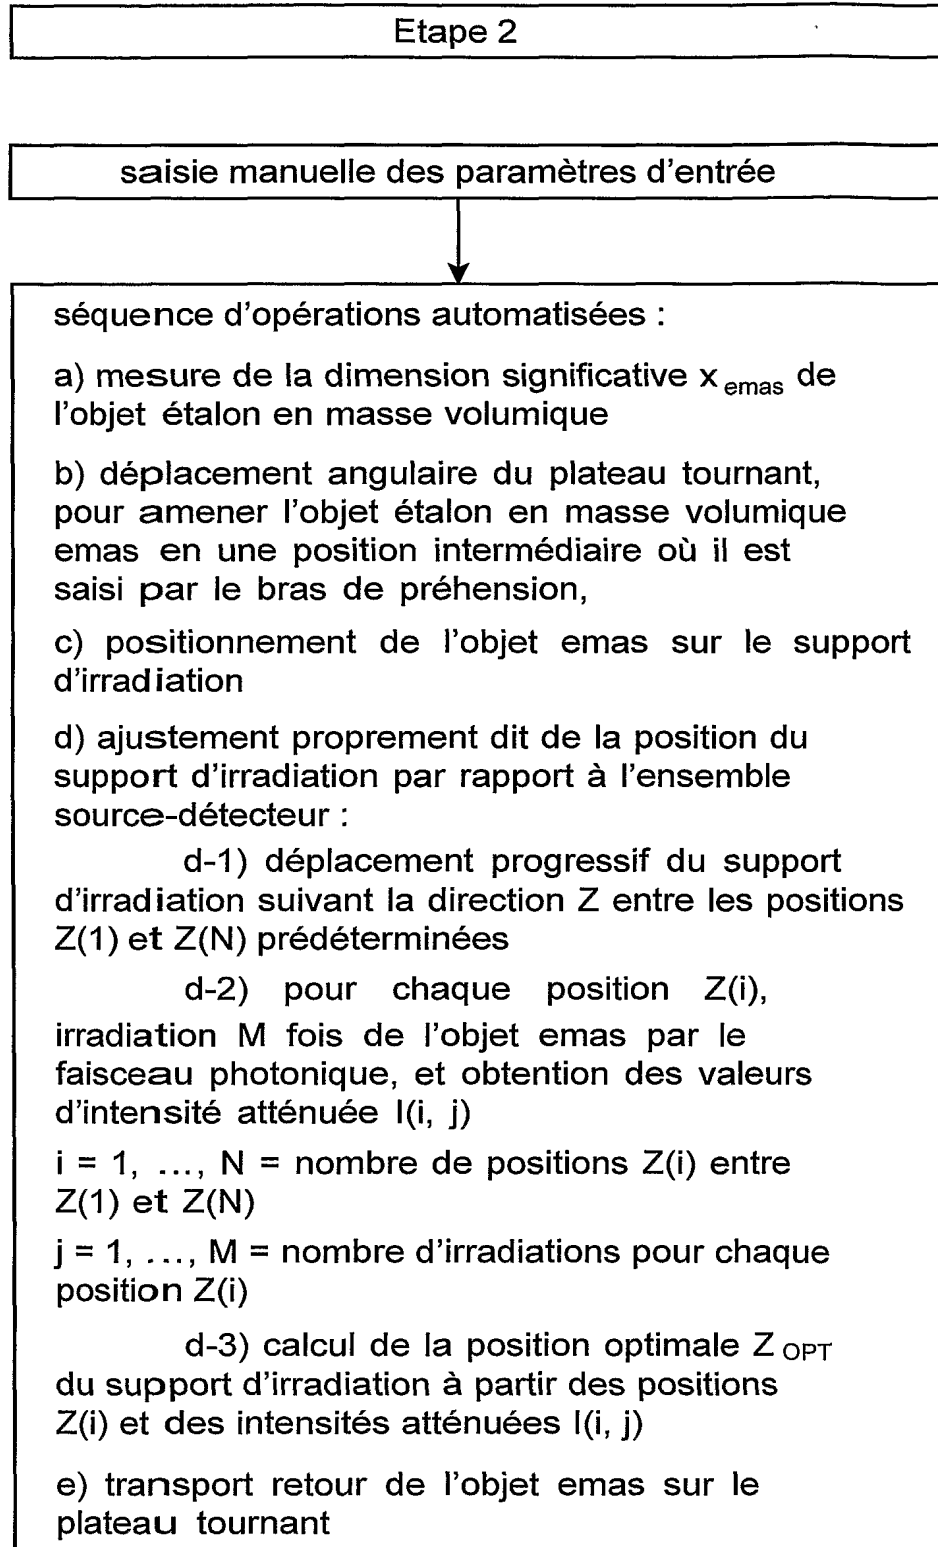 Etape 2
saisie manuelle des paramètres d'entrée
séquence d'opérations automatisées :
a) mesure de la dimension significative x emas de
l'objet étalon en masse volumique
b) déplacement angulaire du plateau tournant,
pour amener l'objet étalon en masse volumique
emas en une position intermédiaire où il est
saisi par le bras de préhension,
c) positionnement de l'objet emas sur le support
d'irradiation
d) ajustement proprement dit de la position du
support d'irradiation par rapport à l'ensemble
source-détecteur :
d-1) déplacement progressif du support
d'irradiation suivant la direction Z entre les positions
Z(1) et Z(N) prédéterminées
d-2) pour chaque position Z(i),
irradiation M fois de l'objet emas par le
faisceau photonique, et obtention des valeurs
d'intensité atténuée I(i, j)
i = 1, ..., N = nombre de positions Z(i) entre
Z(1) et Z(N)
j = 1, ..., M = nombre d'irradiations pour chaque
position Z(i)
d-3) calcul de la position optimale Z OPT
du support d'irradiation à partir des positions
Z(i) et des intensités atténuées I(i, j)
e) transport retour de l'objet emas sur le
plateau tournant